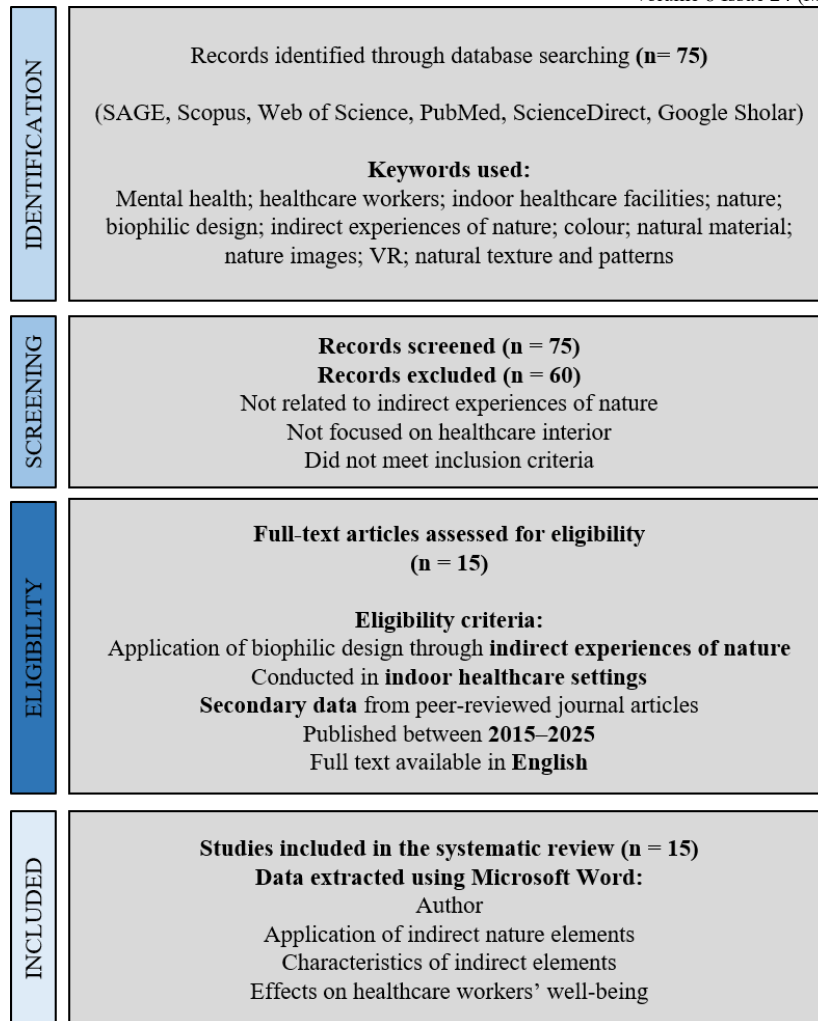 IDENTIFICATION
Records identified through database searching (n= 75)
(SAGE, Scopus, Web of Science, PubMed, ScienceDirect, Google Sholar)
Keywords used:
Mental health; healthcare workers; indoor healthcare facilities; nature;
biophilic design; indirect experiences of nature; colour; natural material;
nature images; VR; natural texture and patterns
SCREENING
Records screened (n = 75)
Records excluded (n = 60)
Not related to indirect experiences of nature
Not focused on healthcare interior
Did not meet inclusion criteria
ELIGIBILITY
Full-text articles assessed for eligibility
(n = 15)
Eligibility criteria:
Application of biophilic design through indirect experiences of nature
Conducted in indoor healthcare settings
Secondary data from peer-reviewed journal articles
Published between 2015–2025
Full text available in English
INCLUDED
Studies included in the systematic review (n = 15)
Data extracted using Microsoft Word:
Author
Application of indirect nature elements
Characteristics of indirect elements
Effects on healthcare workers' well-being